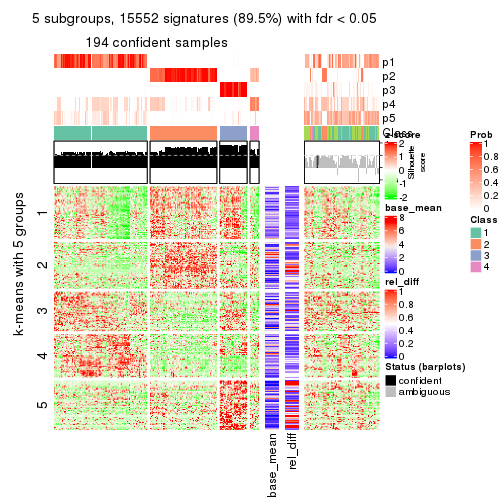 5 subgroups, 15552 signatures (89.5%) with fdr < 0.05
194 confident samples
p1
p2
p3
p4
p5
Class
z-score
2
1
0
-1
-2
Silhouette
score
Prob
1
0.8
0.6
0.4
0.2
0
base_mean
8
6
4
2
0
Class
1
2
3
4
rel_diff
1
0.8
0.6
0.4
0.2
0
Status (barplots)
confident
ambiguous
k-means with 5 groups
1
2
3
4
5
base_mean
rel_diff